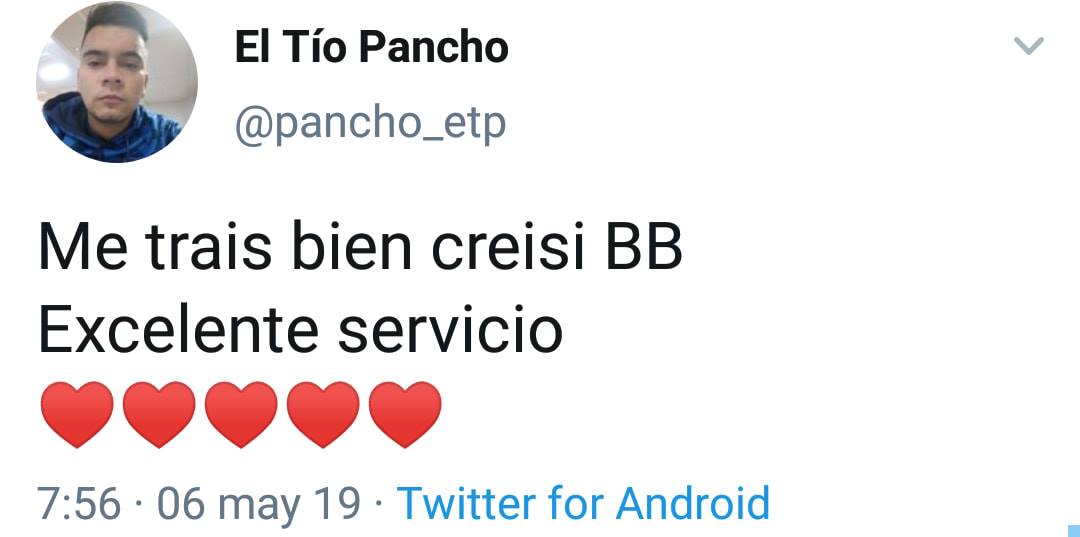 El Tío Pancho
@pancho_etp
Me trais bien creisi BB
Excelente servicio
♥️♥️♥️♥️♥️
7:56 · 06 may 19 · Twitter for Android